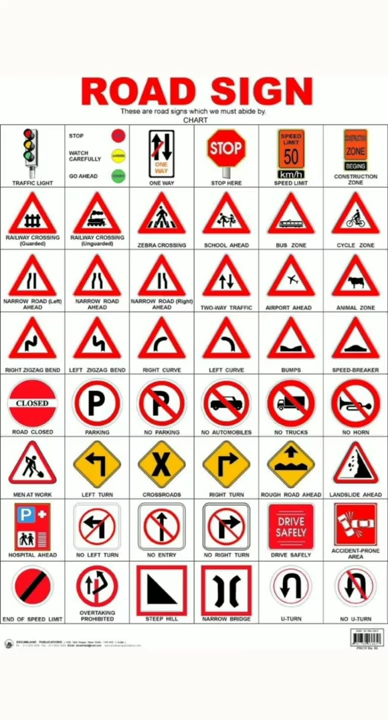 ROAD SIGN
These are road signs which we must abide by.
CHART
STOP
WATCH
CAREFULLY
GO AHEAD
ONE
WAY
STOP
SPEED
LIMIT
50
km/h
CONSTRUCTION
ZONE
BEGINS
TRAFFIC LIGHT
ONE WAY
STOP HERE
SPEED LIMIT
CONSTRUCTION
ZONE
RAILWAY CROSSING
(Guarded)
RAILWAY CROSSING
(Unguarded)
ZEBRA CROSSING
SCHOOL AHEAD
BUS ZONE
CYCLE ZONE
NARROW ROAD (Left)
AHEAD
NARROW ROAD
AHEAD
NARROW ROAD (Right)
AHEAD
TWO-WAY TRAFFIC
AIRPORT AHEAD
ANIMAL ZONE
RIGHT ZIGZAG BEND
LEFT ZIGZAG BEND
RIGHT CURVE
LEFT CURVE
BUMPS
SPEED-BREAKER
CLOSED
P
P
ROAD CLOSED
PARKING
NO PARKING
NO AUTOMOBILES
NO TRUCKS
NO HORN
X
MEN AT WORK
LEFT TURN
CROSSROADS
RIGHT TURN
ROUGH ROAD AHEAD
LANDSLIDE AHEAD
P
DRIVE
SAFELY
HOSPITAL AHEAD
NO LEFT TURN
NO ENTRY
NO RIGHT TURN
DRIVE SAFELY
ACCIDENT-PRONE
AREA
END OF SPEED LIMIT
OVERTAKING
PROHIBITED
STEEP HILL
NARROW BRIDGE
U-TURN
NO U-TURN
DREAMLAND PUBLICATIONS